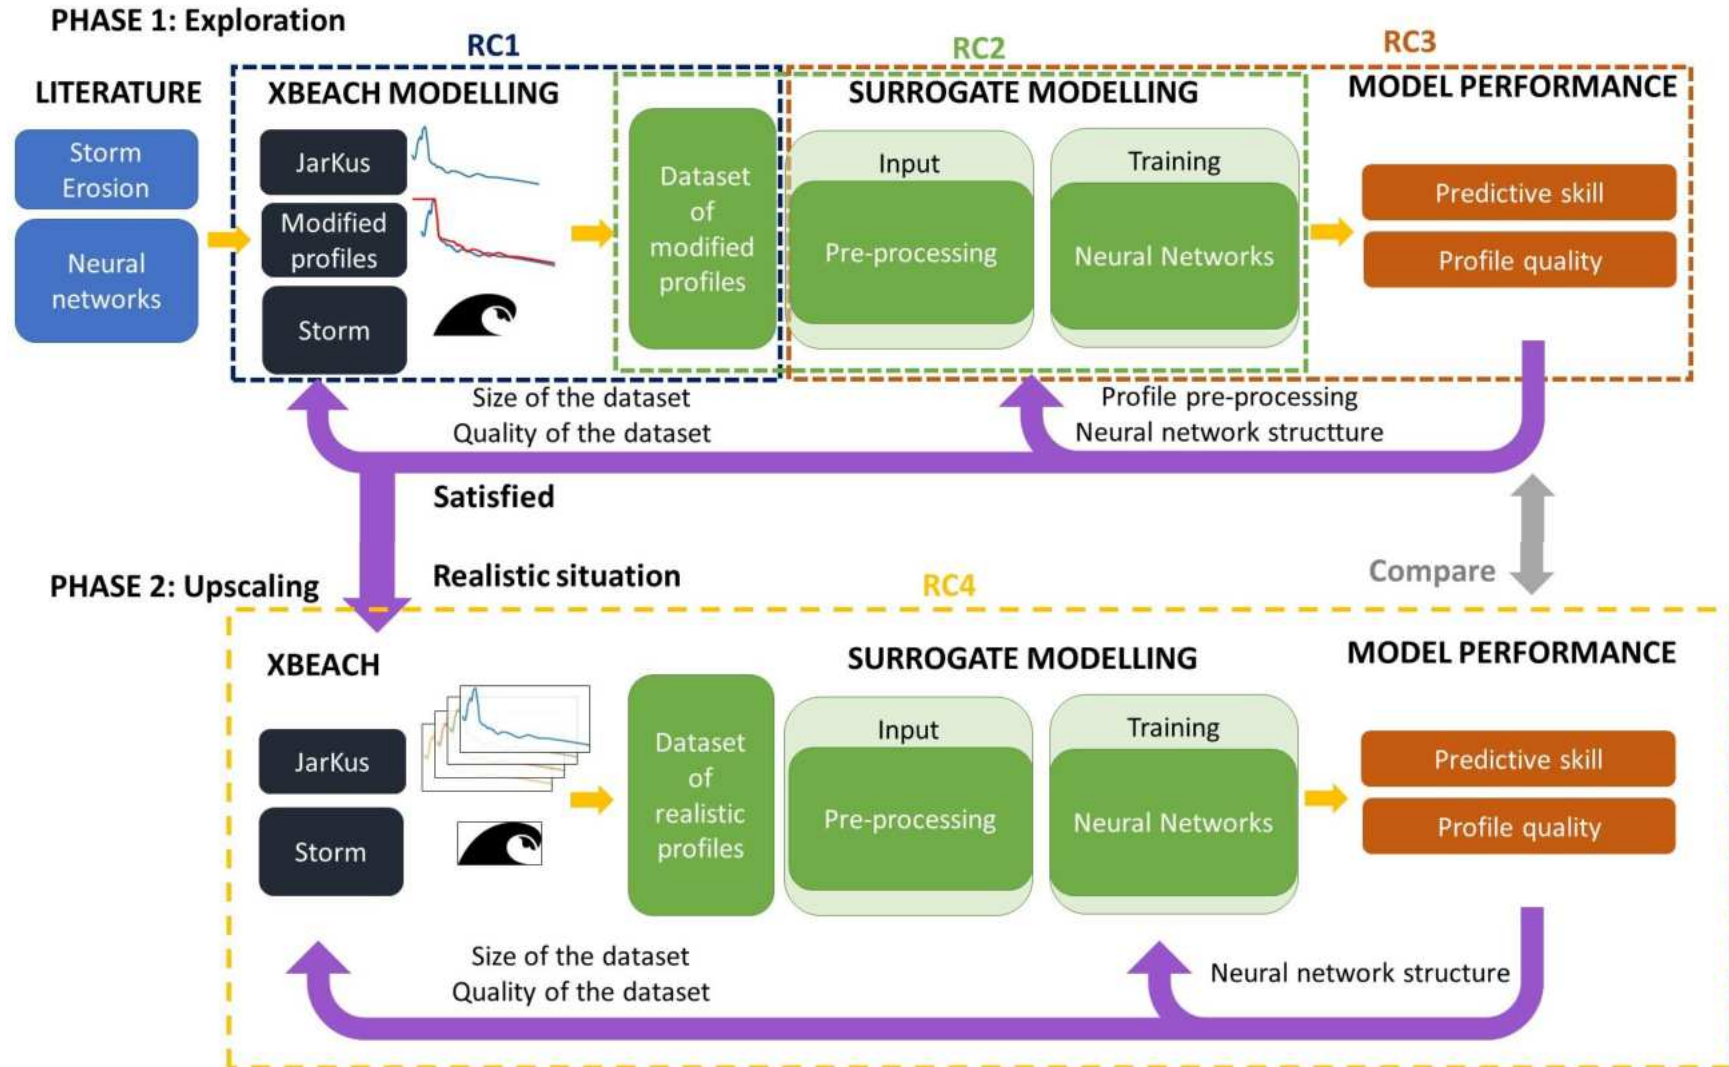 PHASE 1: Exploration
RC1
RC2
RC3
LITERATURE
XBEACH MODELLING
SURROGATE MODELLING
MODEL PERFORMANCE
Storm
Erosion
Neural
networks
JarKus
Modified
profiles
Storm
Dataset
of
modified
profiles
Input
Pre-processing
Training
Neural Networks
Predictive skill
Profile quality
Size of the dataset
Quality of the dataset
Profile pre-processing
Neural network structture
Satisfied
Realistic situation
Compare
PHASE 2: Upscaling
RC4
XBEACH
SURROGATE MODELLING
MODEL PERFORMANCE
JarKus
Storm
Dataset
of
realistic
profiles
Input
Pre-processing
Training
Neural Networks
Predictive skill
Profile quality
Size of the dataset
Quality of the dataset
Neural network structure